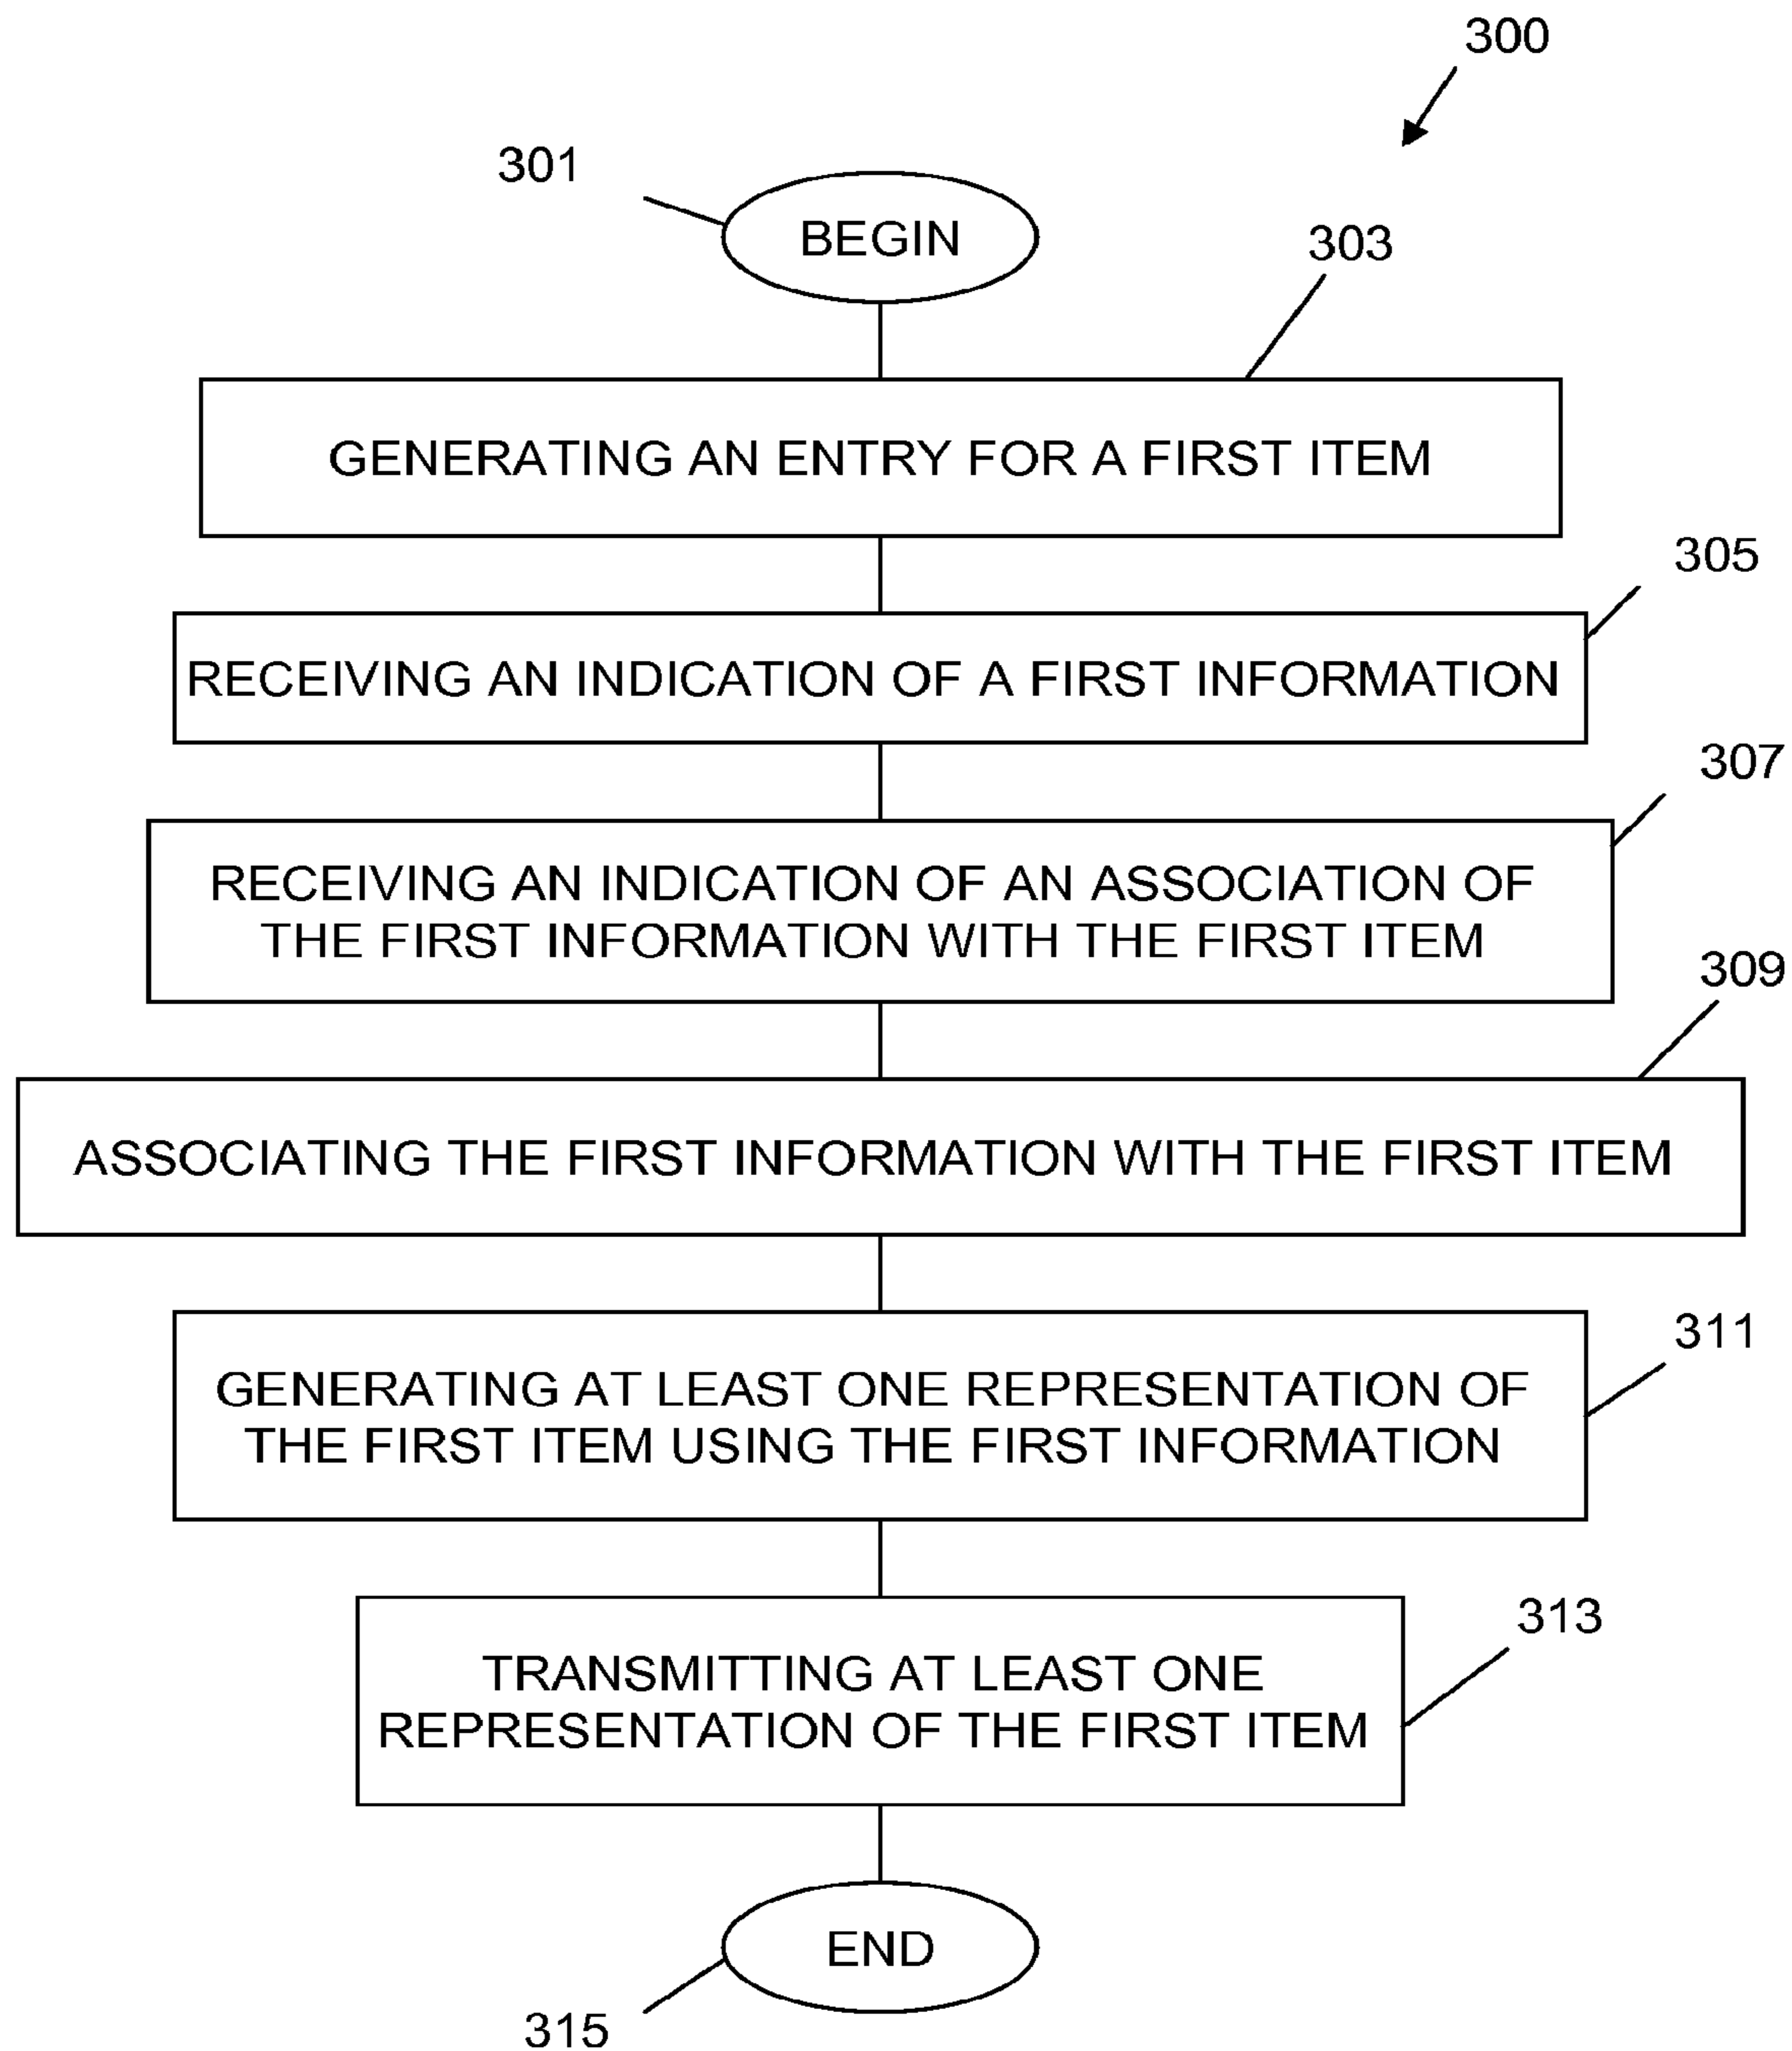 300
301
BEGIN
303
GENERATING AN ENTRY FOR A FIRST ITEM
305
RECEIVING AN INDICATION OF A FIRST INFORMATION
307
RECEIVING AN INDICATION OF AN ASSOCIATION OF
THE FIRST INFORMATION WITH THE FIRST ITEM
309
ASSOCIATING THE FIRST INFORMATION WITH THE FIRST ITEM
311
GENERATING AT LEAST ONE REPRESENTATION OF
THE FIRST ITEM USING THE FIRST INFORMATION
313
TRANSMITTING AT LEAST ONE
REPRESENTATION OF THE FIRST ITEM
END
315